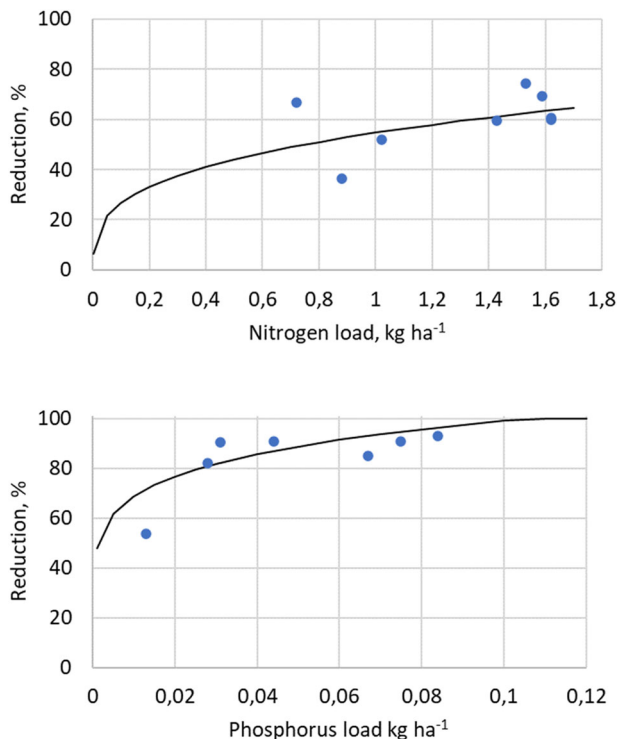 100
80
60
40
20
0
Reduction, %
0 0,2 0,4 0,6 0,8 1 1,2 1,4 1,6 1,8
Nitrogen load, kg ha⁻¹
100
80
60
40
20
0
Reduction, %
0 0,02 0,04 0,06 0,08 0,1 0,12
Phosphorus load kg ha⁻¹